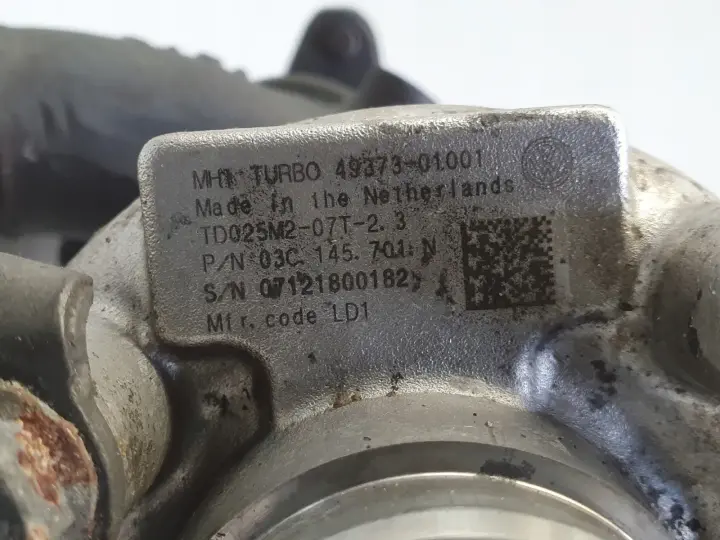 MHI TURBO 49373-01001
Made in the Netherlands
TD025M2-07T-2.3
P/N 03C.145.701.N
S/N 07121800182
Mfr.code LD1